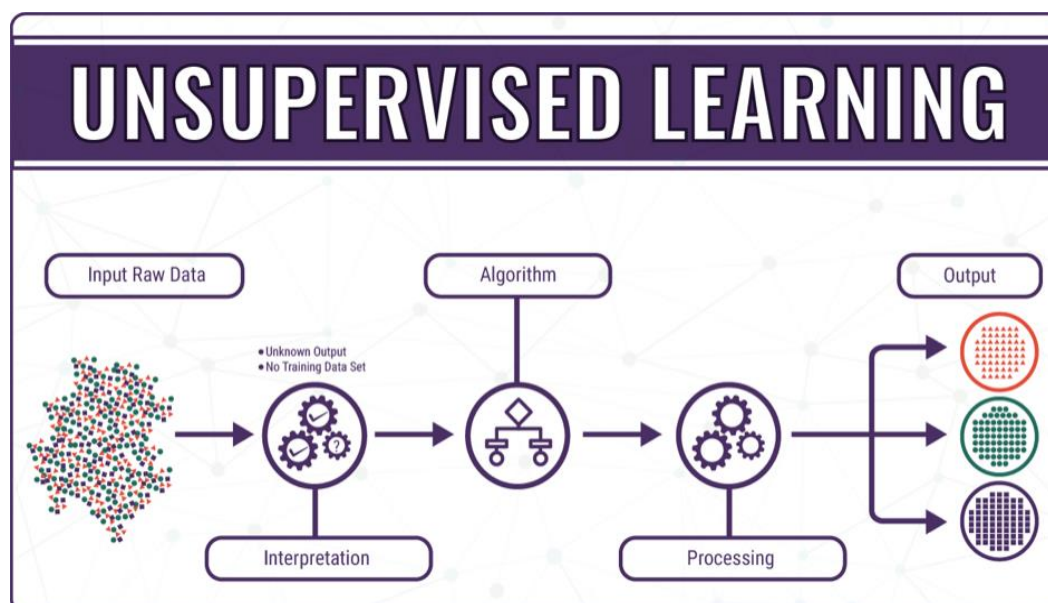 UNSUPERVISED LEARNING
Input Raw Data
Algorithm
Output
• Unknown Output
• No Training Data Set
?
Interpretation
Processing